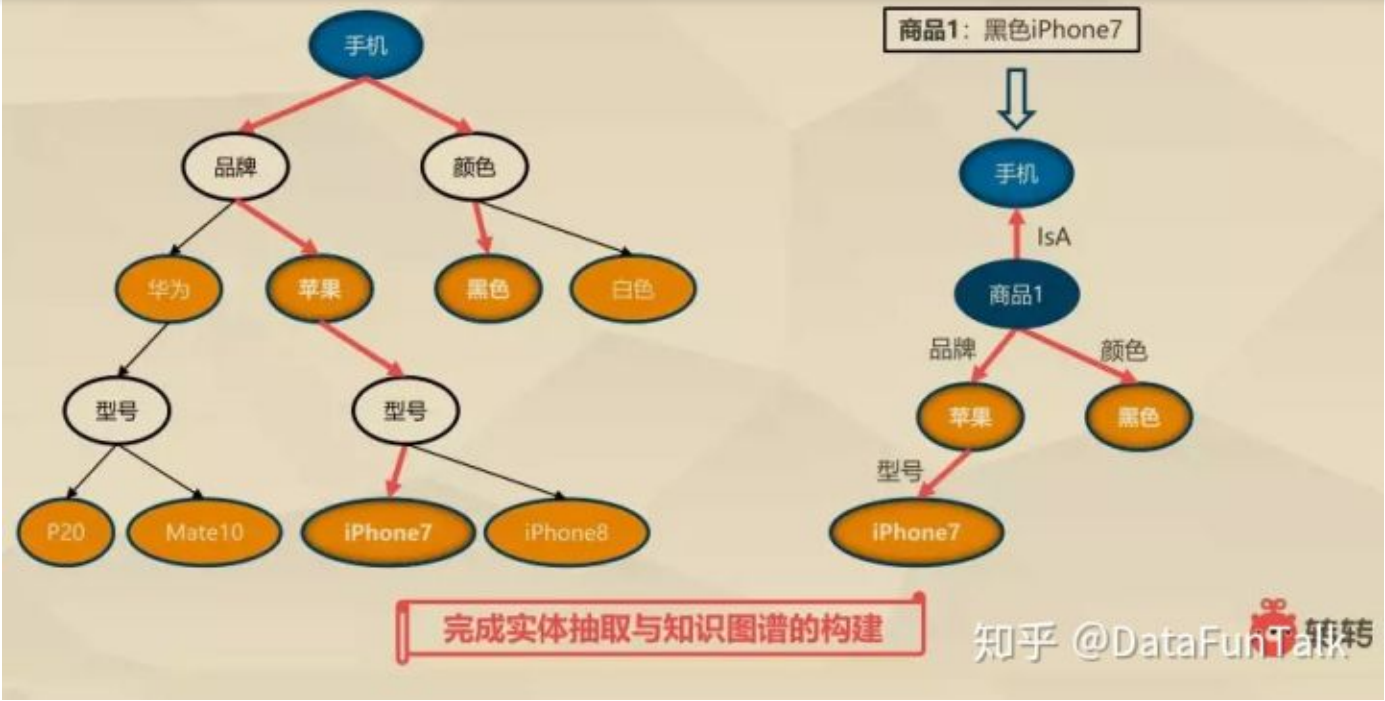 手机
品牌
颜色
华为
苹果
黑色
白色
型号
型号
P20
Mate10
iPhone7
iPhone8
商品1：黑色iPhone7
手机
IsA
商品1
品牌
颜色
苹果
黑色
型号
iPhone7
完成实体抽取与知识图谱的构建
知乎 @DataFunTalk
转转